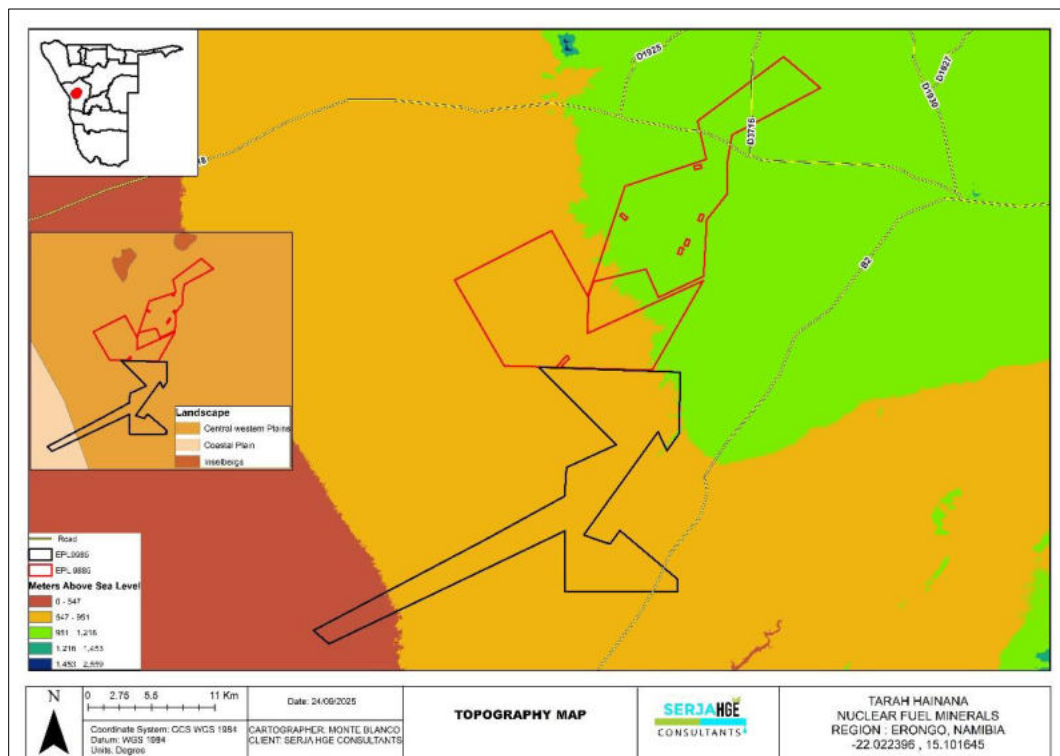 D1925
D1927
D1930
D3716
B2
Landscape
Central western Plains
Coastal Plain
Inselbergs
Road
EPL9985
EPL 9885
Meters Above Sea Level
0 - 547
547 - 951
951 - 1,216
1,216 - 1,453
1,453 - 2,559
N
0 2.75 5.5 11 Km
Coordinate System: GCS WGS 1984
Datum: WGS 1984
Units: Degree
Date: 24/09/2025
CARTOGRAPHER: MONTE BLANCO
CLIENT: SERJA HGE CONSULTANTS
TOPOGRAPHY MAP
SERJAHGE
CONSULTANTS
TARAH HAINANA
NUCLEAR FUEL MINERALS
REGION : ERONGO, NAMIBIA
-22.022395 , 15.101645